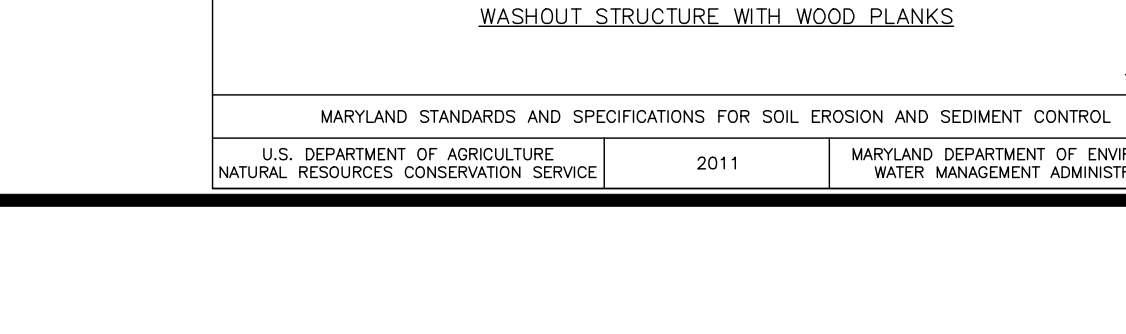 WASHOUT STRUCTURE WITH WOOD PLANKS
MARYLAND STANDARDS AND SPECIFICATIONS FOR SOIL EROSION AND SEDIMENT CONTROL
U.S. DEPARTMENT OF AGRICULTURE
NATURAL RESOURCES CONSERVATION SERVICE
2011
MARYLAND DEPARTMENT OF
WATER MANAGEMENT